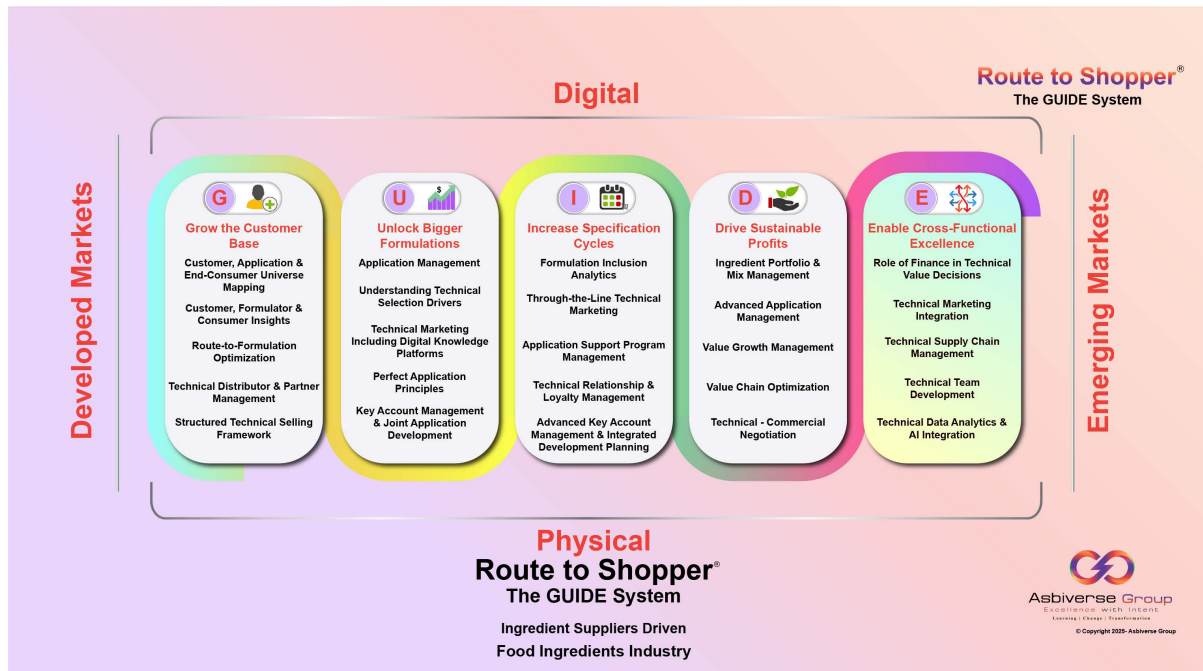 Digital
Route to Shopper®
The GUIDE System
Developed Markets
G
Grow the Customer
Base
Customer, Application &
End-Consumer Universe
Mapping
Customer, Formulator &
Consumer Insights
Route-to-Formulation
Optimization
Technical Distributor & Partner
Management
Structured Technical Selling
Framework
$
U
Unlock Bigger
Formulations
Application Management
Understanding Technical
Selection Drivers
Technical Marketing
Including Digital Knowledge
Platforms
Perfect Application
Principles
Key Account Management
& Joint Application
Development
I
Increase Specification
Cycles
Formulation Inclusion
Analytics
Through-the-Line Technical
Marketing
Application Support Program
Management
Technical Relationship &
Loyalty Management
Advanced Key Account
Management & Integrated
Development Planning
D
Drive Sustainable
Profits
Ingredient Portfolio &
Mix Management
Advanced Application
Management
Value Growth Management
Value Chain Optimization
Technical - Commercial
Negotiation
E
Enable Cross-Functional
Excellence
Role of Finance in Technical
Value Decisions
Technical Marketing
Integration
Technical Supply Chain
Management
Technical Team
Development
Technical Data Analytics &
AI Integration
Emerging Markets
Physical
Route to Shopper®
The GUIDE System
Ingredient Suppliers Driven
Food Ingredients Industry
Asbiverse Group
Excellence with Intent
Learning | Change | Transformation
© Copyright 2025- Asbiverse Group